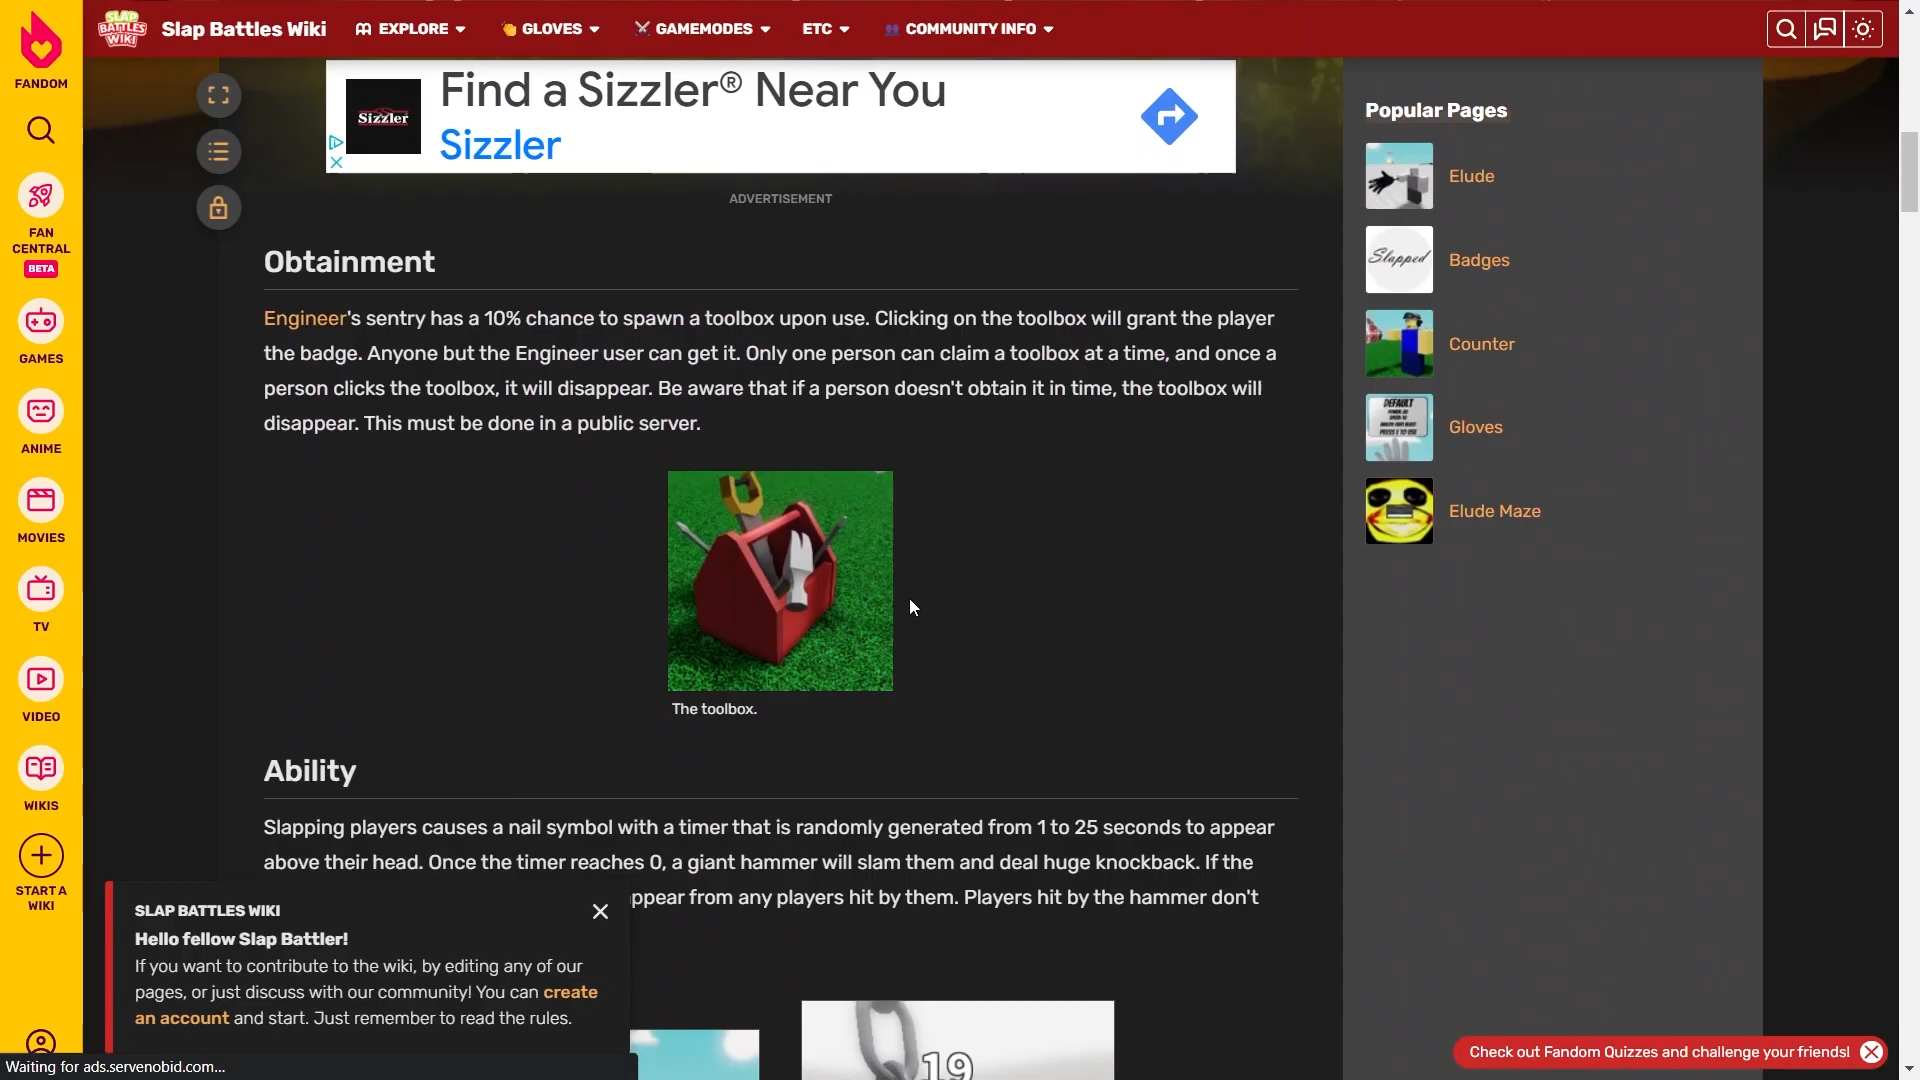 SLAP BATTLES WIKI
Slap Battles Wiki
EXPLORE
GLOVES
GAMEMODES
ETC
COMMUNITY INFO
FANDOM
FAN CENTRAL
BETA
GAMES
ANIME
MOVIES
TV
VIDEO
WIKIS
START A
WIKI
Sizzler
Find a Sizzler® Near You
Sizzler
ADVERTISEMENT
Obtainment
Engineer's sentry has a 10% chance to spawn a toolbox upon use. Clicking on the toolbox will grant the player
the badge. Anyone but the Engineer user can get it. Only one person can claim a toolbox at a time, and once a
person clicks the toolbox, it will disappear. Be aware that if a person doesn't obtain it in time, the toolbox will
disappear. This must be done in a public server.
The toolbox.
Ability
Slapping players causes a nail symbol with a timer that is randomly generated from 1 to 25 seconds to appear
above their head. Once the timer reaches 0, a giant hammer will slam them and deal huge knockback. If the
ppear from any players hit by them. Players hit by the hammer don't
19
SLAP BATTLES WIKI
Hello fellow Slap Battler!
If you want to contribute to the wiki, by editing any of our
pages, or just discuss with our community! You can create
an account and start. Just remember to read the rules.
Waiting for ads.servenobid.com...
Popular Pages
Elude
Slapped
Badges
Counter
DEFAULT
Gloves
Elude Maze
Check out Fandom Quizzes and challenge your friends!